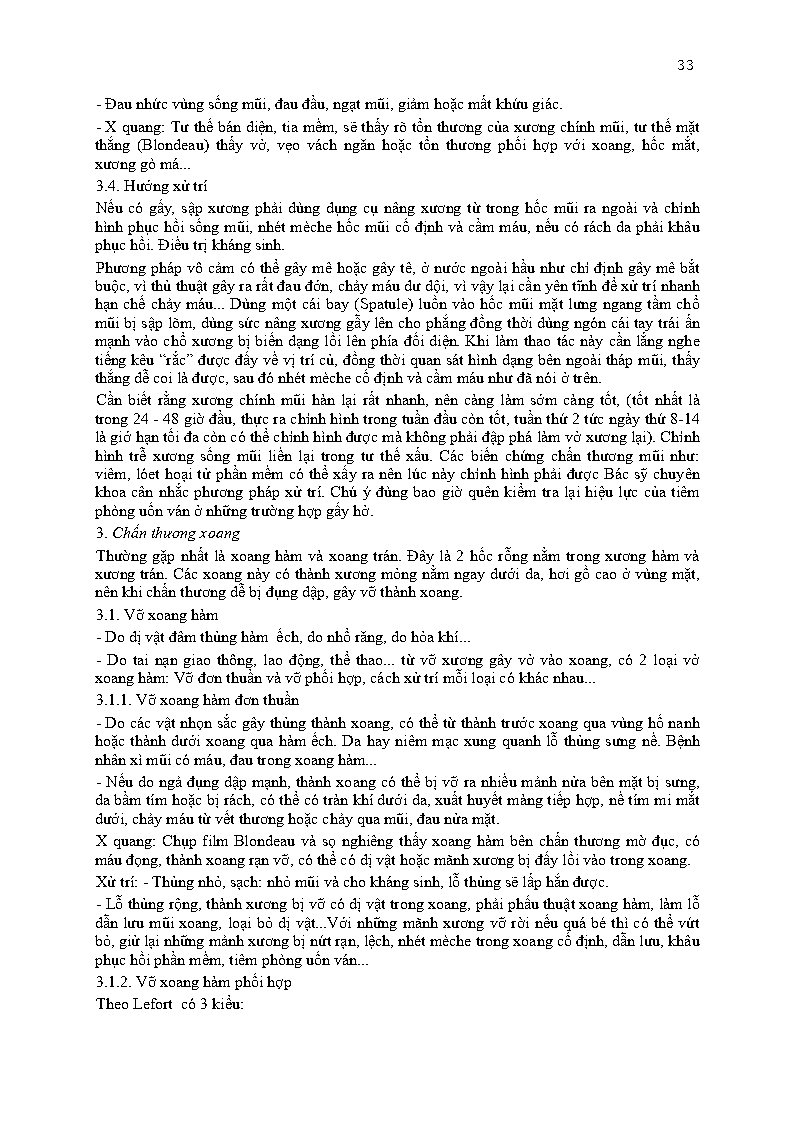 33
- Đau nhức vùng sống mũi, đau đầu, ngạt mũi, giảm hoặc mất khứu giác.
- X quang: Tư thế bán diện, tia mềm, sẽ thấy rõ tổn thương của xương chính mũi, tư thế mặt
thẳng (Blondeau) thấy vở, vẹo vách ngăn hoặc tổn thương phối hợp với xoang, hốc mắt,
xương gò má...
3.4. Hướng xử trí
Nếu có gấy, sập xương phải dùng dụng cụ nâng xương từ trong hốc mũi ra ngoài và chỉnh
hình phục hồi sống mũi, nhét mèche hốc mũi cố định và cầm máu, nếu có rách da phải khâu
phục hồi. Điều trị kháng sinh.
Phương pháp vô cảm có thể gây mê hoặc gây tê, ở nước ngoài hầu như chỉ định gây mê bắt
buộc, vì thủ thuật gây ra rất đau đớn, chảy máu dư dội, vì vậy lại cần yên tĩnh để xử trí nhanh
hạn chế chảy máu... Dùng một cái bay (Spatule) luồn vào hốc mũi mặt lưng ngang tầm chổ
mũi bị sập lõm, dùng sức nâng xương gẫy lên cho phẳng đồng thời dùng ngón cái tay trái ấn
mạnh vào chổ xương bị biến dạng lồi lên phía đối diện. Khi làm thao tác này cần lắng nghe
tiếng kêu “rắc” được đẩy về vị trí củ, đồng thời quan sát hình dạng bên ngoài tháp mũi, thấy
thẳng dễ coi là được, sau đó nhét mèche cố định và cầm máu như đã nói ở trên.
Cần biết rằng xương chính mũi hàn lại rất nhanh, nên càng làm sớm càng tốt, (tốt nhất là
trong 24 - 48 giờ đầu, thực ra chỉnh hình trong tuần đầu còn tốt, tuần thứ 2 tức ngày thứ 8-14
là giớ hạn tối đa còn có thể chỉnh hình được mà không phải đập phá làm vở xương lại). Chỉnh
hình trễ xương sống mũi liền lại trong tư thế xấu. Các biến chứng chấn thương mũi như:
viêm, lóet hoại tử phần mềm có thể xẩy ra nên lúc này chỉnh hình phải được Bác sỹ chuyên
khoa cân nhắc phương pháp xử trí. Chú ý đùng bao giờ quên kiểm tra lại hiệu lực của tiêm
phòng uốn ván ở những trường hợp gấy hở.
3. Chấn thương xoang
Thường gặp nhất là xoang hàm và xoang trán. Đây là 2 hốc rỗng nằm trong xương hàm và
xương trán. Các xoang này có thành xương mỏng nằm ngay dưới da, hơi gồ cao ở vùng mặt,
nên khi chấn thương dễ bị đụng dập, gây vỡ thành xoang.
3.1. Vỡ xoang hàm
- Do dị vật đâm thủng hàm ếch, do nhổ răng, do hỏa khí...
- Do tai nạn giao thông, lao động, thể thao... từ vỡ xương gây vở vào xoang, có 2 loại vở
xoang hàm: Vỡ đơn thuần và vỡ phối hợp, cách xử trí mỗi loại có khác nhau...
3.1.1. Vỡ xoang hàm đơn thuần
- Do các vật nhọn sắc gây thủng thành xoang, có thể từ thành trước xoang qua vùng hố nanh
hoặc thành dưới xoang qua hàm ếch. Da hay niêm mạc xung quanh lỗ thủng sưng nề. Bệnh
nhân xì mũi có máu, đau trong xoang hàm...
- Nếu do ngả đụng dập mạnh, thành xoang có thể bị vỡ ra nhiều mảnh nửa bên mặt bị sưng,
da bầm tím hoặc bị rách, có thể có tràn khí dưới da, xuất huyết màng tiếp hợp, nề tím mi mắt
dưới, chảy máu từ vết thương hoặc chảy qua mũi, đau nửa mặt.
X quang: Chụp film Blondeau và sọ nghiêng thấy xoang hàm bên chấn thương mờ đục, có
máu đọng, thành xoang rạn vỡ, có thể có dị vật hoặc mãnh xương bị đẩy lồi vào trong xoang.
Xử trí: - Thủng nhỏ, sạch: nhỏ mũi và cho kháng sinh, lỗ thủng sẽ lấp hẳn được.
- Lỗ thủng rộng, thành xương bị vỡ có dị vật trong xoang, phải phẩu thuật xoang hàm, làm lỗ
dẫn lưu mũi xoang, loại bỏ dị vật...Với những mãnh xương vỡ rời nếu quá bé thì có thể vứt
bỏ, giử lại những mảnh xương bị nứt rạn, lệch, nhét mèche trong xoang cố định, dẫn lưu, khâu
phục hồi phần mềm, tiêm phòng uốn ván...
3.1.2. Vỡ xoang hàm phối hợp
Theo Lefort có 3 kiểu: